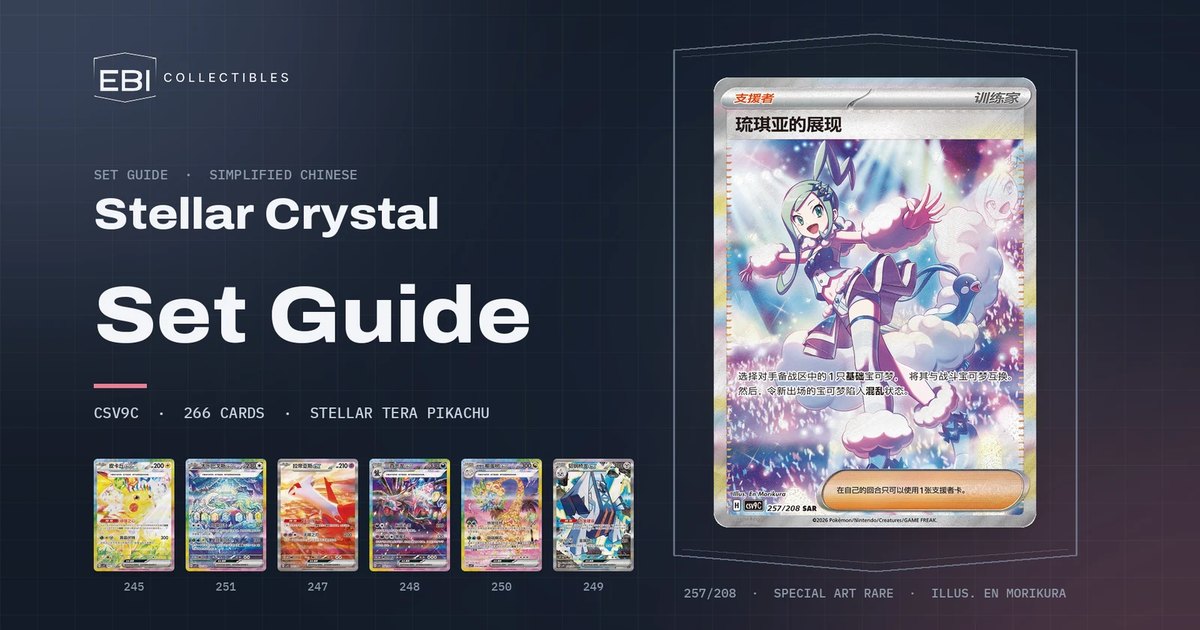 EBI COLLECTIBLES
SET GUIDE · SIMPLIFIED CHINESE
Stellar Crystal
Set Guide
CSV9C · 266 CARDS · STELLAR TERA PIKACHU
200
210
300
245
251
247
248
250
249
支援者
训练家
琉琪亚的展现
选择对手备战区中的1只基础宝可梦，将其与战斗宝可梦互换。
然后，令新出场的宝可梦陷入混乱状态。
在自己的回合只可以使用1张支援者卡。
Illus. En Morikura
H CSV9C 257/208 SAR
©2026 Pokémon/Nintendo/Creatures/GAME FREAK.
257/208 · SPECIAL ART RARE · ILLUS. EN MORIKURA